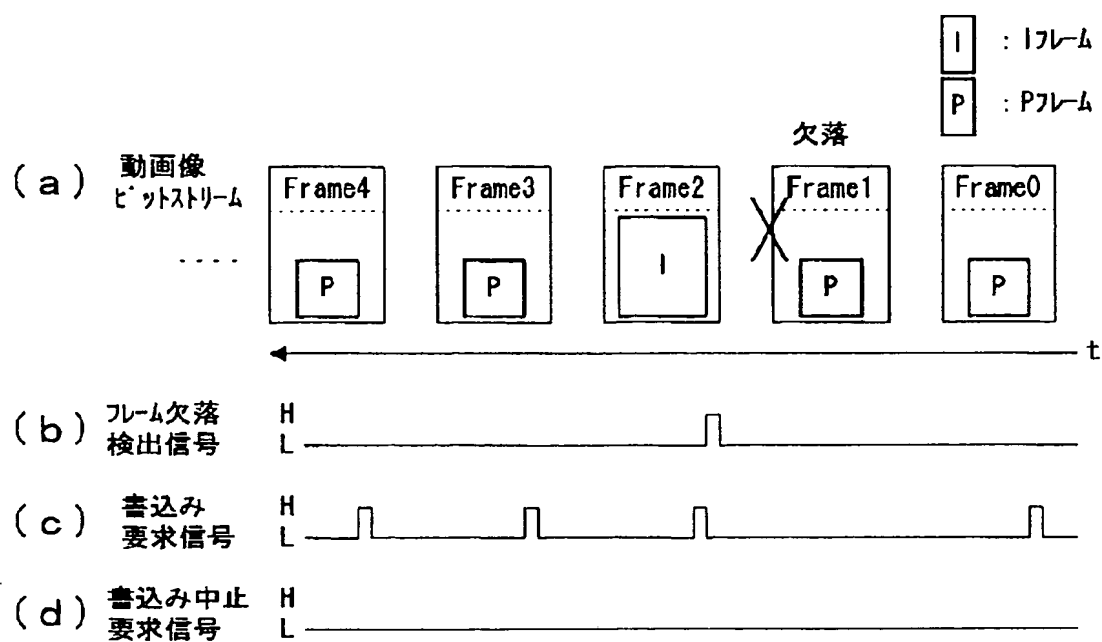 I : Iフレーム
P : Pフレーム
欠落
(a) 動画像
ビットストリーム
Frame4 Frame3 Frame2 Frame1 Frame0
....
P P I P P
t
(b) フレーム欠落 H
検出信号 L
(c) 書込み H
要求信号 L
(d) 書込み中止 H
要求信号 L